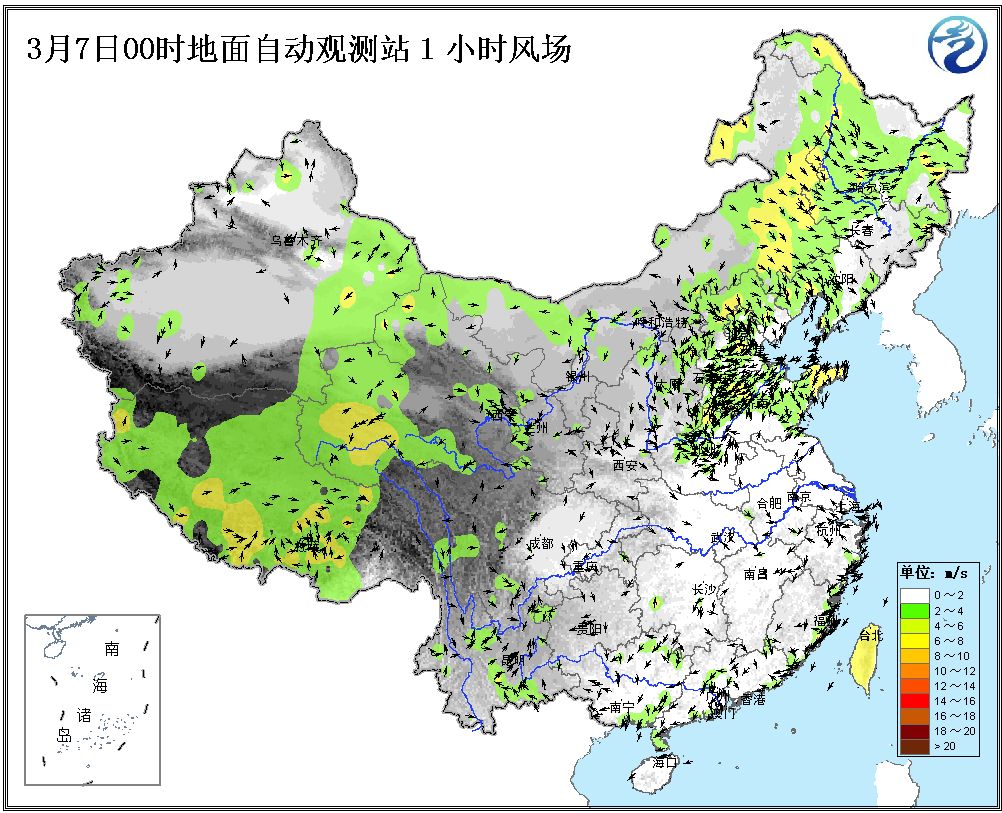 3月7日00时地面自动观测站1小时风场
哈尔滨
长春
乌鲁木齐
沈阳
呼和浩特
银川
太原
兰州
西安
合肥
南京
上海
杭州
成都
武汉
重庆
南昌
长沙
贵阳
福州
台北
昆明
南宁
香港
澳门
海口
南
海
诸
岛
单位: m/s
0～2
2～4
4～6
6～8
8～10
10～12
12～14
14～16
16～18
18～20
>20